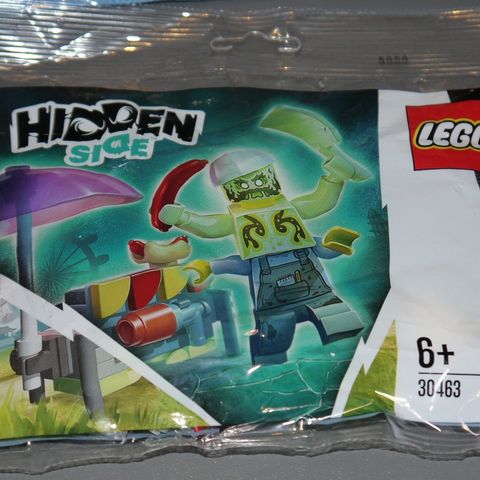 HIDDEN
SIDE
LEGO
6+
30463